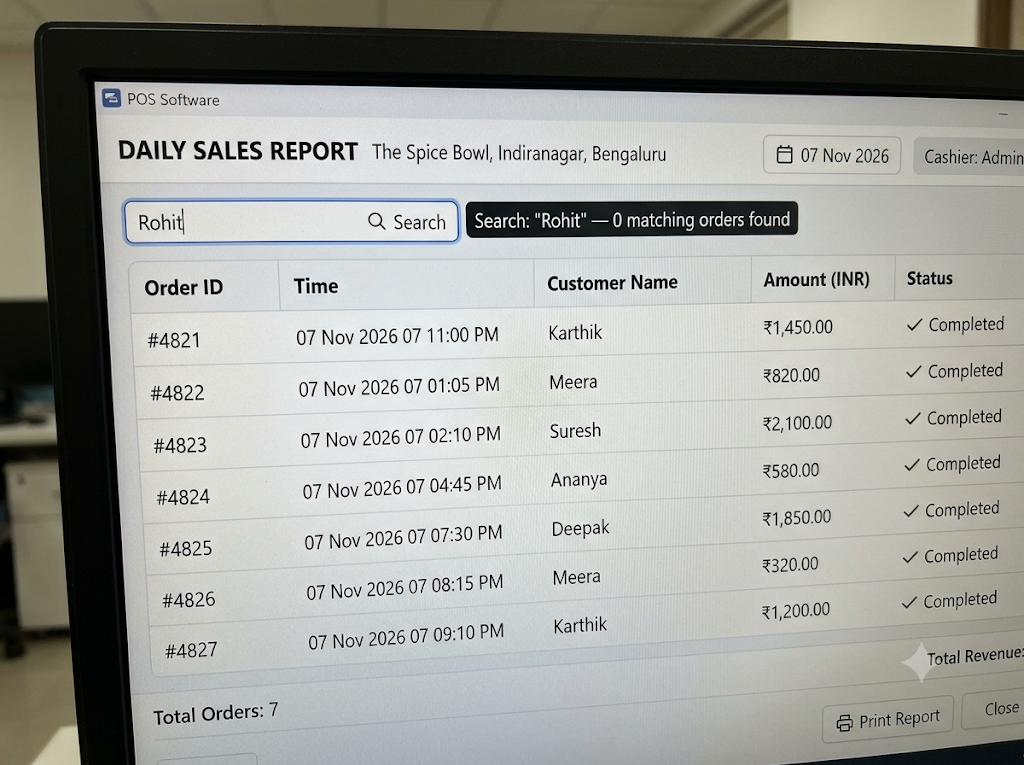 POS Software
DAILY SALES REPORT The Spice Bowl, Indiranagar, Bengaluru 07 Nov 2026 Cashier: Admin
Rohit Search Search: "Rohit" — 0 matching orders found
Order ID Time Customer Name Amount (INR) Status
#4821 07 Nov 2026 07 11:00 PM Karthik ₹1,450.00 ✓ Completed
#4822 07 Nov 2026 07 01:05 PM Meera ₹820.00 ✓ Completed
#4823 07 Nov 2026 07 02:10 PM Suresh ₹2,100.00 ✓ Completed
#4824 07 Nov 2026 07 04:45 PM Ananya ₹580.00 ✓ Completed
#4825 07 Nov 2026 07 07:30 PM Deepak ₹1,850.00 ✓ Completed
#4826 07 Nov 2026 07 08:15 PM Meera ₹320.00 ✓ Completed
#4827 07 Nov 2026 07 09:10 PM Karthik ₹1,200.00 ✓ Completed
Total Revenue:
Total Orders: 7
Print Report Close